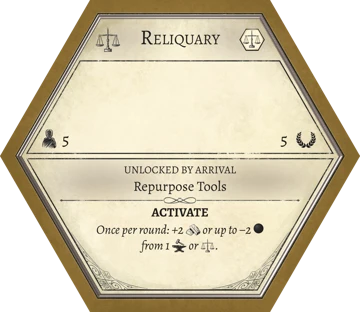 RELIQUARY
5 5
UNLOCKED BY ARRIVAL
Repurpose Tools
ACTIVATE
Once per round: +2 or up to −2
from 1 or .